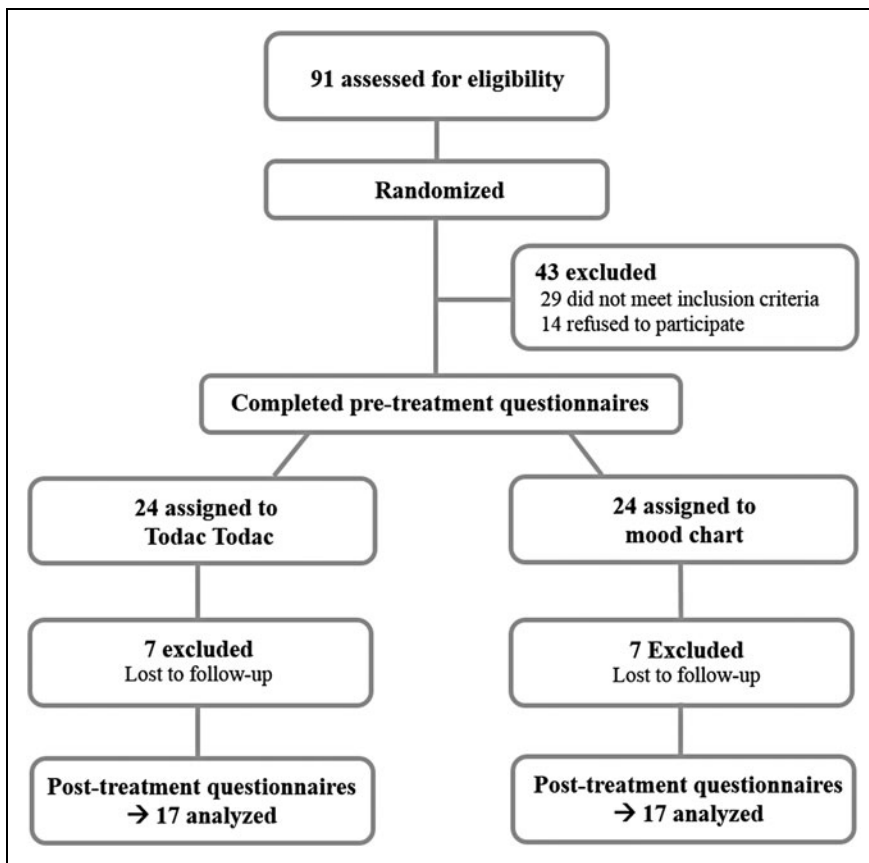 91 assessed for eligibility
Randomized
43 excluded
29 did not meet inclusion criteria
14 refused to participate
Completed pre-treatment questionnaires
24 assigned to
Todac Todac
24 assigned to
mood chart
7 excluded
Lost to follow-up
7 Excluded
Lost to follow-up
Post-treatment questionnaires
→ 17 analyzed
Post-treatment questionnaires
→ 17 analyzed